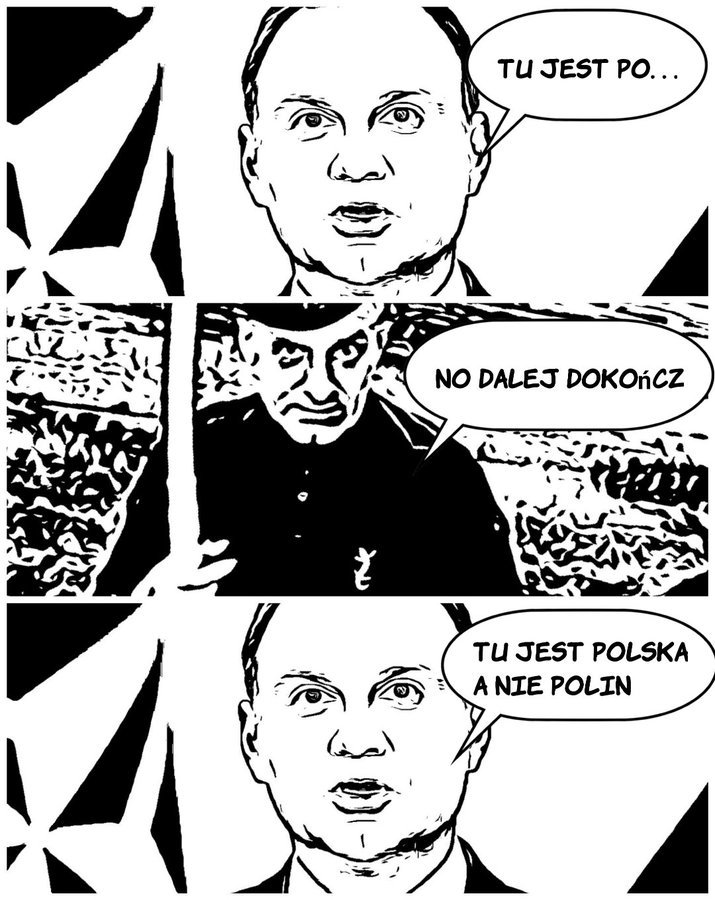 TU JEST PO...
NO DALEJ DOKOńCZ
TU JEST POLSKA
A NIE POLIN